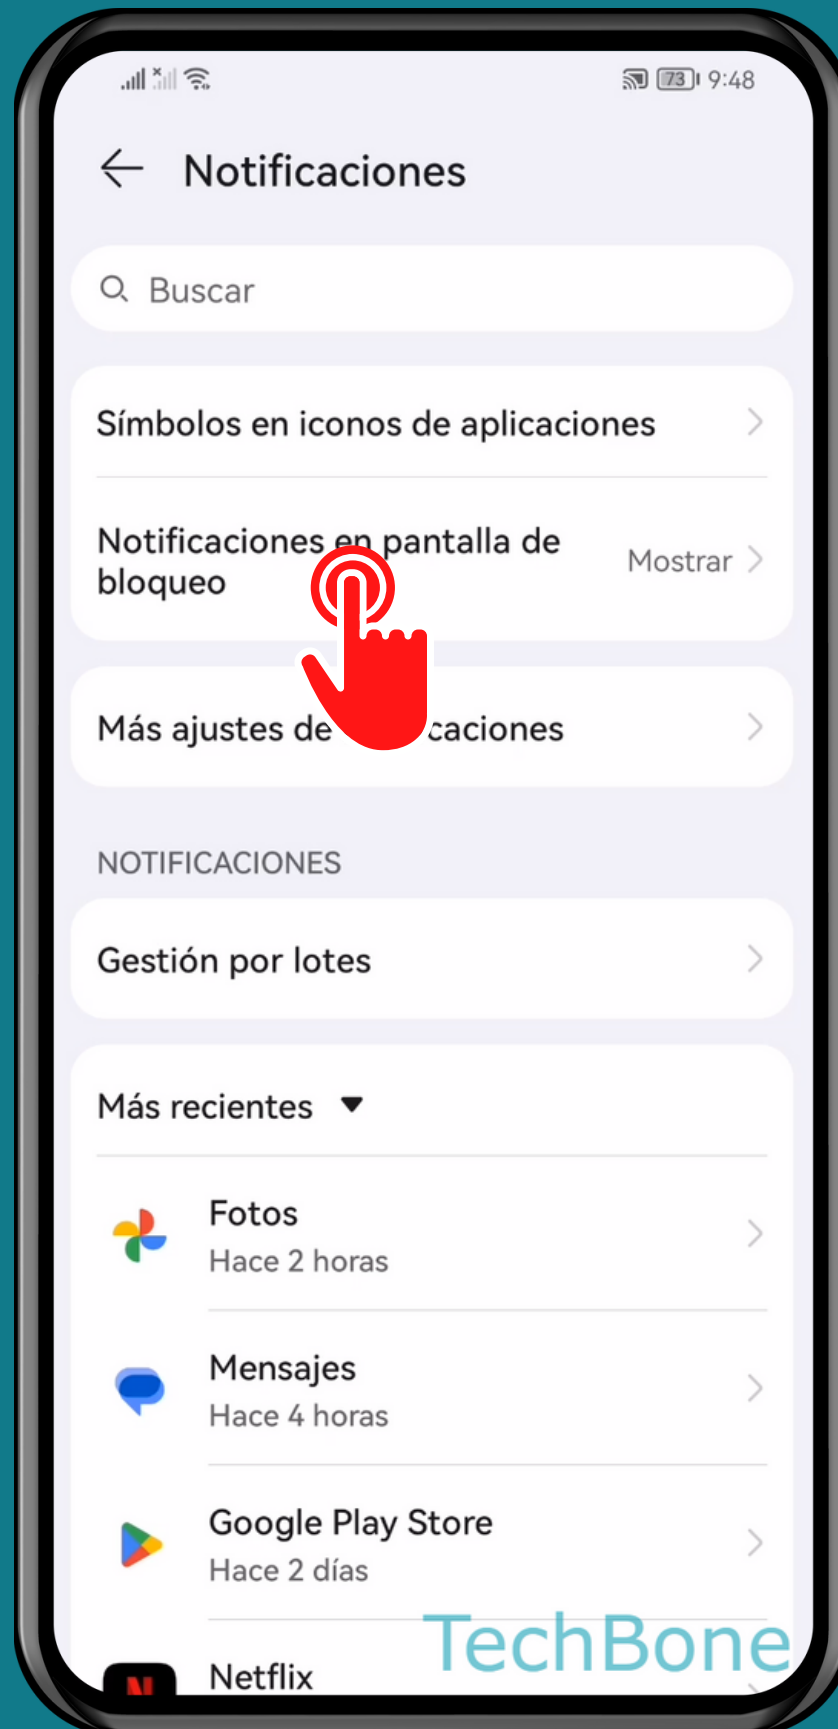 73 9:48
Notificaciones
Buscar
Símbolos en iconos de aplicaciones
Notificaciones en pantalla de
bloqueo
Mostrar
Más ajustes de caciones
NOTIFICACIONES
Gestión por lotes
Más recientes
Fotos
Hace 2 horas
Mensajes
Hace 4 horas
Google Play Store
Hace 2 días
TechBone
N Netflix